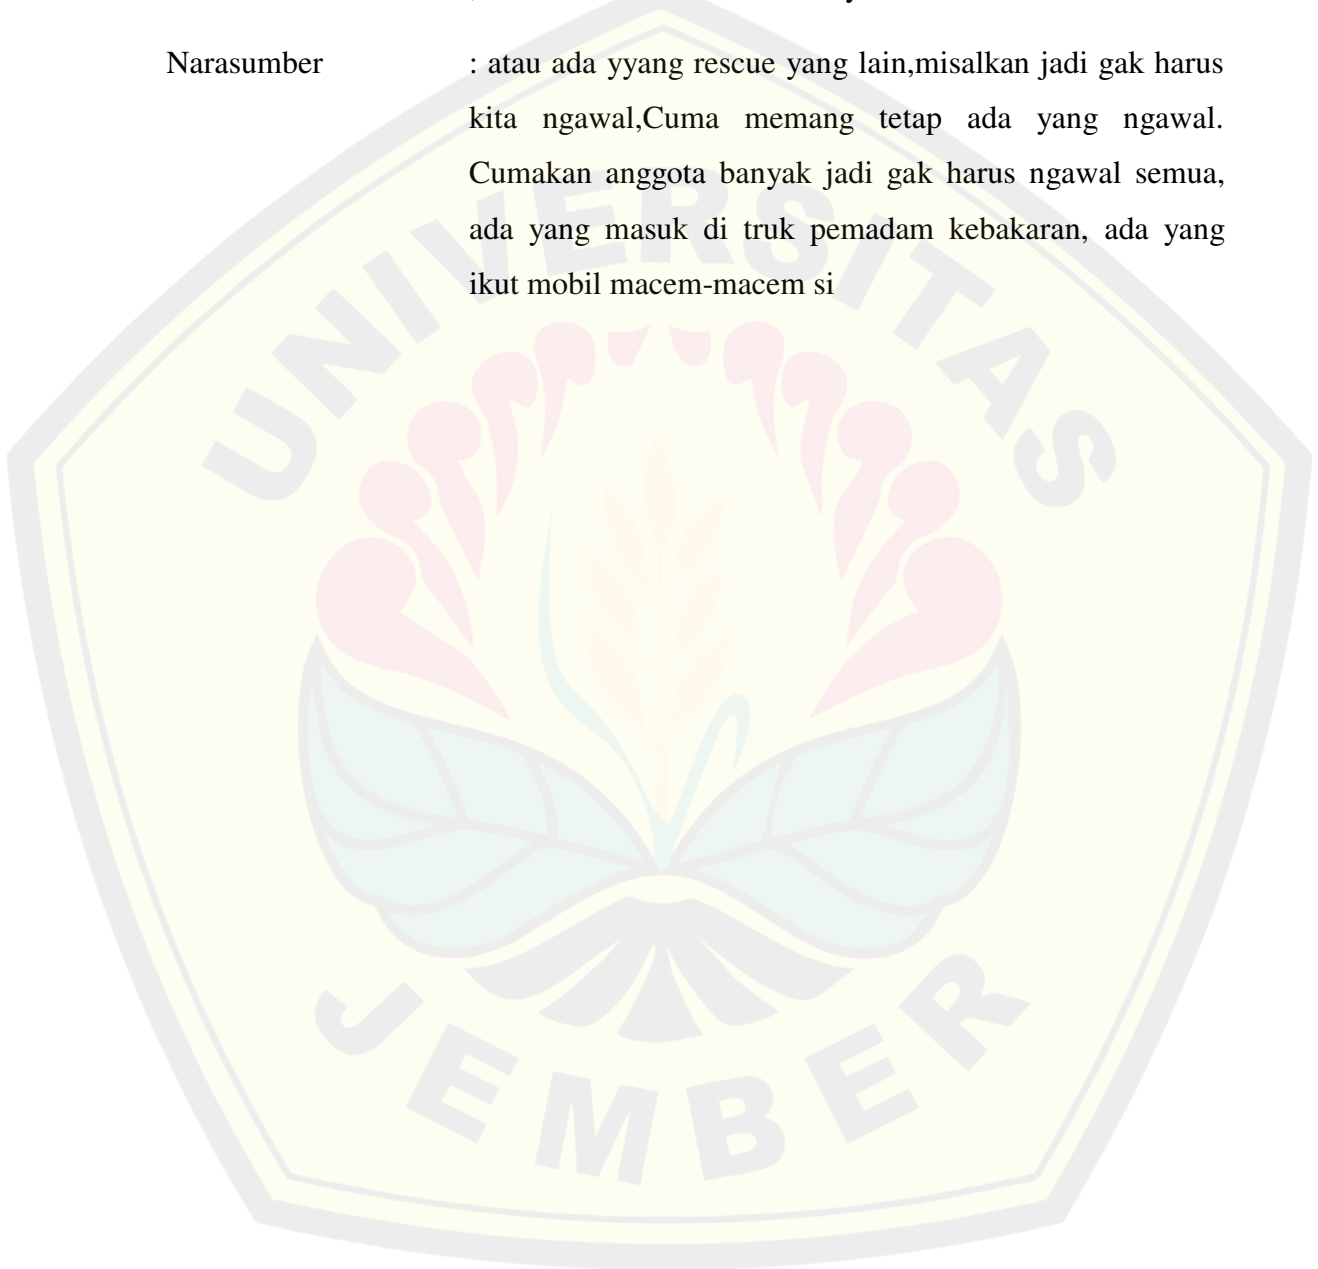 Narasumber : atau ada yyang rescue yang lain,misalkan jadi gak harus
kita ngawal,Cuma memang tetap ada yang ngawal.
Cumakan anggota banyak jadi gak harus ngawal semua,
ada yang masuk di truk pemadam kebakaran, ada yang
ikut mobil macem-macem si
UNIVERSITAS
JEMBER